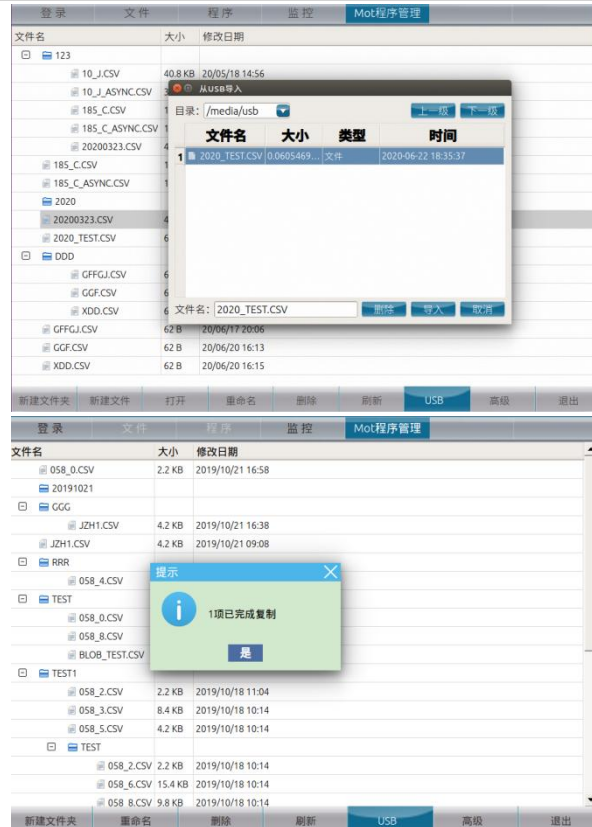 登录 文件 程序 监控 Mot程序管理
文件名 大小 修改日期
123
10_J.CSV 40.8 KB 20/05/18 14:56
10_J_ASYNC.CSV
185_C.CSV
185_C_ASYNC.CSV
20200323.CSV
185_C.CSV
185_C_ASYNC.CSV
2020
20200323.CSV
2020_TEST.CSV
DDD
GFFGJ.CSV
GGF.CSV
XDD.CSV
GFFGJ.CSV 62 B 20/06/17 20:06
GGF.CSV 62 B 20/06/20 16:13
XDD.CSV 62 B 20/06/20 16:15
从USB导入
目录: /media/usb 上一级 下一级
文件名 大小 类型 时间
1 2020_TEST.CSV 0.0605469... 文件 2020-06-22 18:35:37
文件名: 2020_TEST.CSV 删除 导入 取消
新建文件夹 新建文件 打开 重命名 删除 刷新 USB 高级 退出
登录 文件 程序 监控 Mot程序管理
文件名 大小 修改日期
058_0.CSV 2.2 KB 2019/10/21 16:58
20191021
GGG
JZH1.CSV 4.2 KB 2019/10/21 16:38
JZH1.CSV 4.2 KB 2019/10/21 09:08
RRR
058_4.CSV
TEST
058_0.CSV
058_8.CSV
BLOB_TEST.CSV
提示
1项已完成复制
是
TEST1
058_2.CSV 2.2 KB 2019/10/18 11:04
058_3.CSV 8.4 KB 2019/10/18 10:14
058_5.CSV 4.2 KB 2019/10/18 10:14
TEST
058_2.CSV 2.2 KB 2019/10/18 10:14
058_6.CSV 15.4 KB 2019/10/18 10:14
058_8.CSV 9.8 KB 2019/10/18 10:14
新建文件夹 重命名 删除 刷新 USB 高级 退出